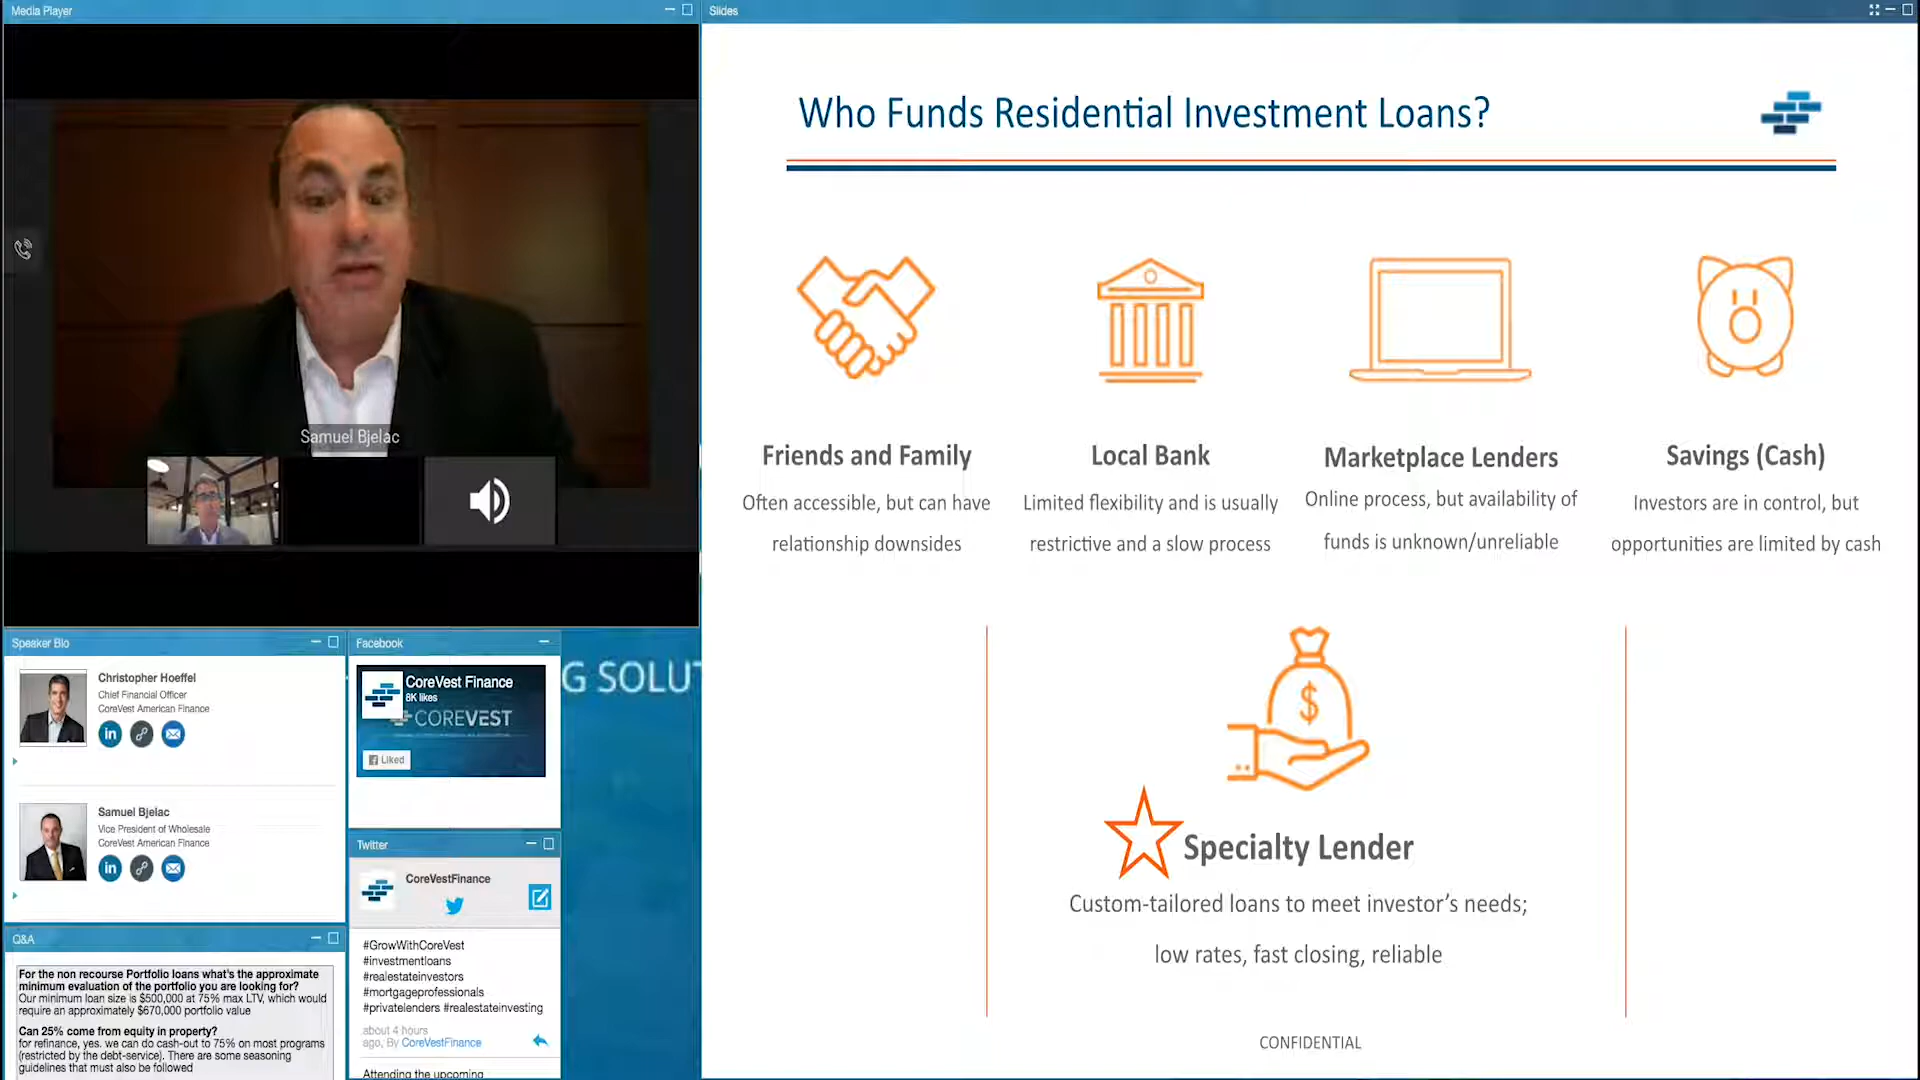 Media Player
Samuel Bjelac
Speaker Bio
Christopher Hoeffel
Chief Financial Officer
CoreVest American Finance
in
Samuel Bjelac
Vice President of Wholesale
CoreVest American Finance
in
Q&A
For the non recourse Portfolio loans what's the approximate
minimum evaluation of the portfolio you are looking for?
Our minimum loan size is $500,000 at 75% max LTV, which would
require an approximately $670,000 portfolio value
Can 25% come from equity in property?
for refinance, yes. we can do cash-out to 75% on most programs
(restricted by the debt-service). There are some seasoning
guidelines that must also be followed
Facebook
CoreVest Finance
8K likes
COREVEST
Liked
G SOLUT
Twitter
CoreVestFinance
#GrowWithCoreVest
#investmentloans
#realestateinvestors
#mortgageprofessionals
#privatelenders #realestateinvesting
about 4 hours
ago, By CoreVestFinance
Attending the upcoming
Slides
Who Funds Residential Investment Loans?
Friends and Family
Often accessible, but can have
relationship downsides
Local Bank
Limited flexibility and is usually
restrictive and a slow process
Marketplace Lenders
Online process, but availability of
funds is unknown/unreliable
Savings (Cash)
Investors are in control, but
opportunities are limited by cash
$
Specialty Lender
Custom-tailored loans to meet investor's needs;
low rates, fast closing, reliable
CONFIDENTIAL